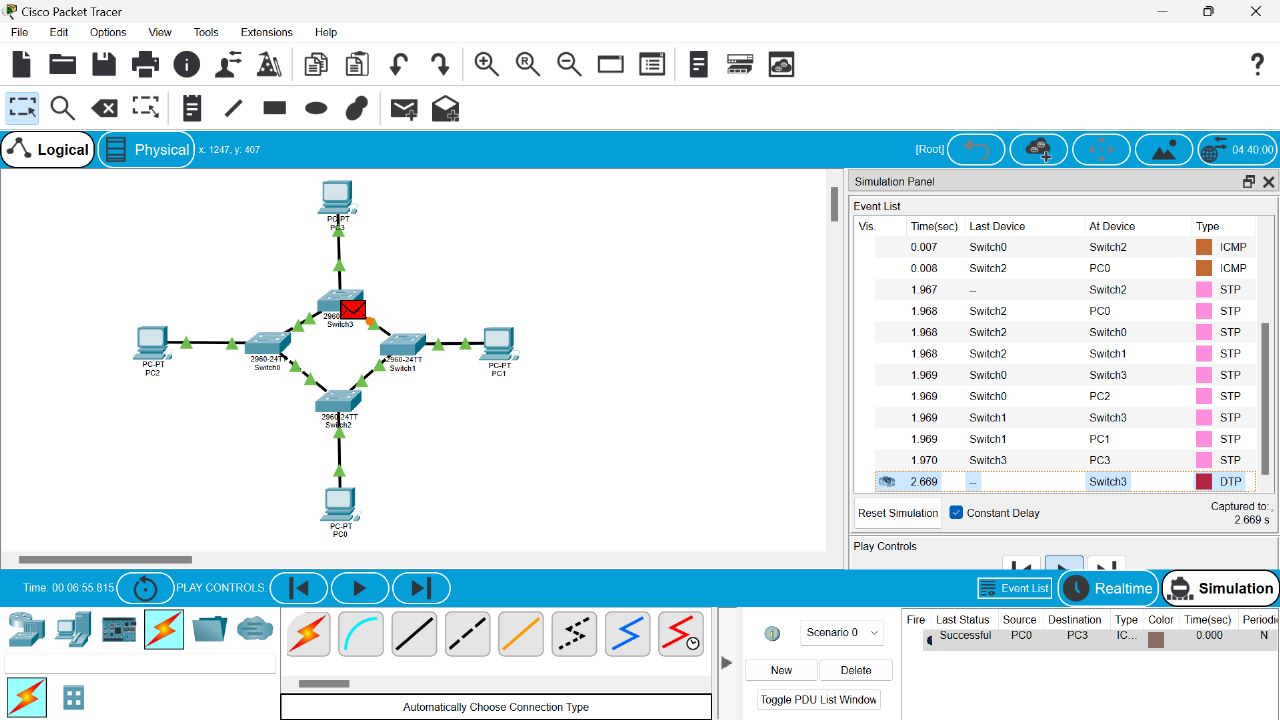 Cisco Packet Tracer
File Edit Options View Tools Extensions Help
Logical Physical x: 1247, y: 407 [Root] 04:40:00
PC-PT
PC3
Switch3
2960-24TT
Switch0
2960-24TT
Switch1
PC-PT
PC2
PC-PT
PC1
2960-24TT
Switch2
PC-PT
PC0
Simulation Panel
Event List
Vis. Time(sec) Last Device At Device Type
0.007 Switch0 Switch2 ICMP
0.008 Switch2 PC0 ICMP
1.967 -- Switch2 STP
1.968 Switch2 PC0 STP
1.968 Switch2 Switch0 STP
1.968 Switch2 Switch1 STP
1.969 Switch0 Switch3 STP
1.969 Switch0 PC2 STP
1.969 Switch1 Switch3 STP
1.969 Switch1 PC1 STP
1.970 Switch3 PC3 STP
2.669 -- Switch3 DTP
Reset Simulation Constant Delay Captured to:
2.669 s
Play Controls
Time: 00:06:55.815 PLAY CONTROLS: Event List Realtime Simulation
Automatically Choose Connection Type
Scenario 0
New Delete
Toggle PDU List Window
Fire Last Status Source Destination Type Color Time(sec) Periodic
Successful PC0 PC3 IC... 0.000 N